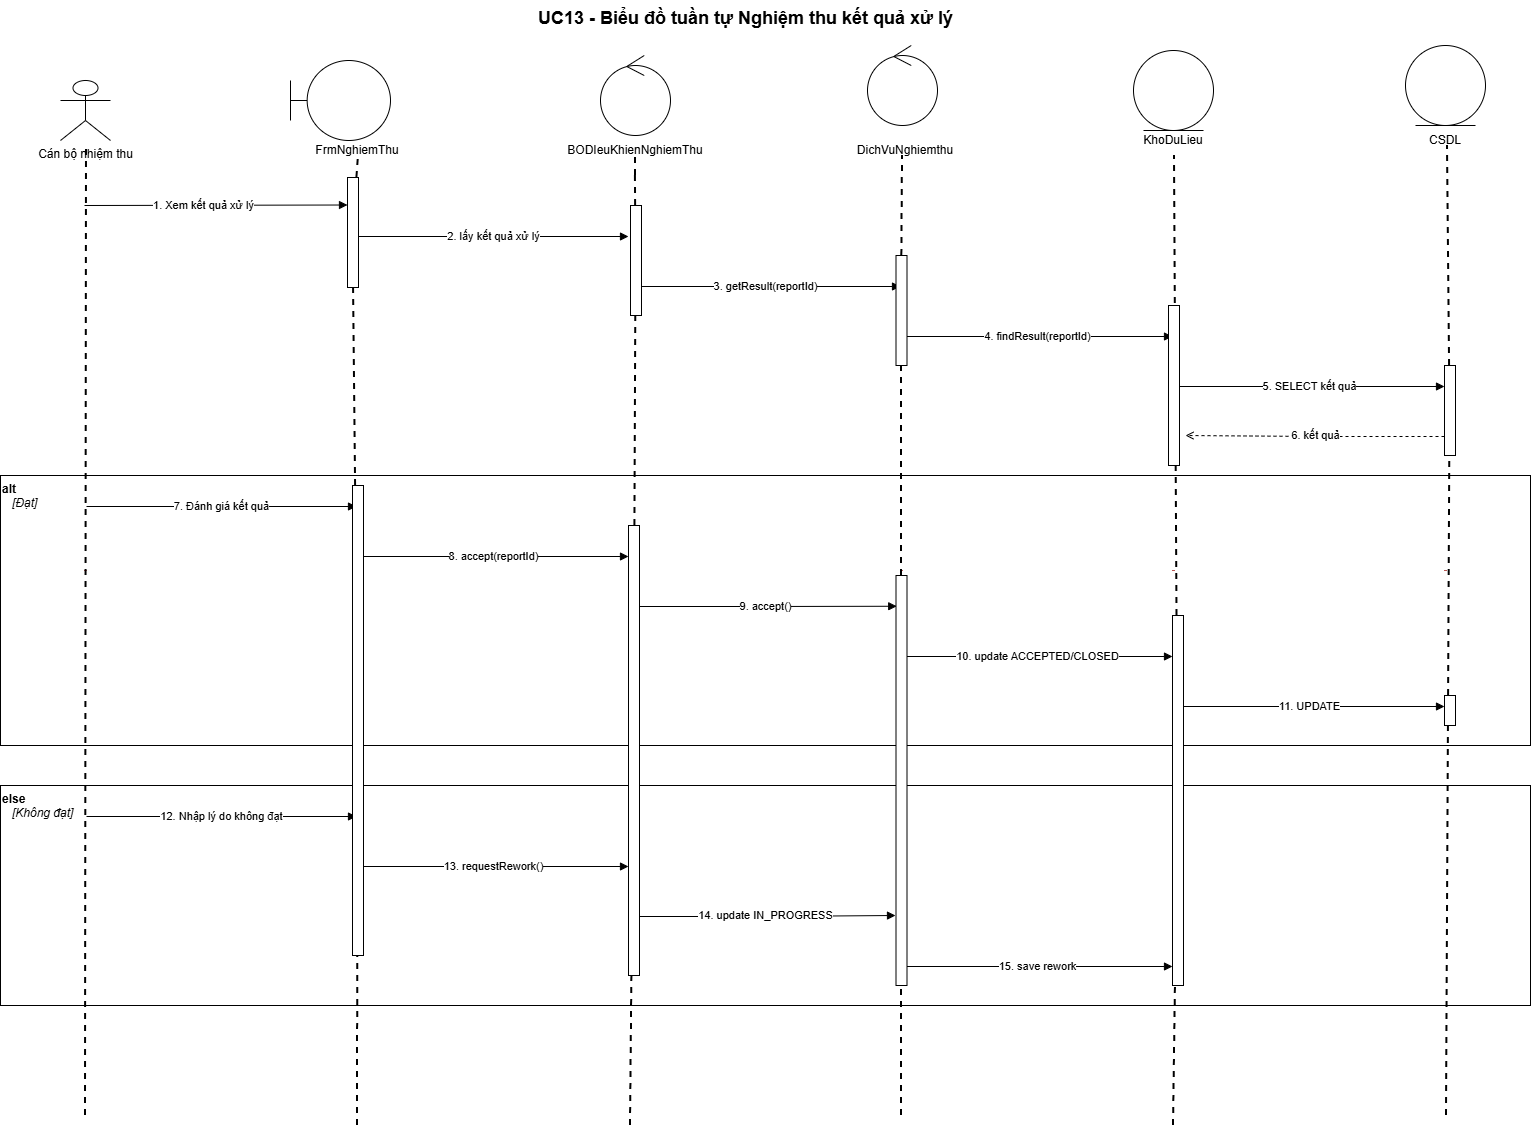 UC13 - Biểu đồ tuần tự Nghiệm thu kết quả xử lý
Cán bộ nhiệm thu
FrmNghiemThu
BODIeuKhienNghiemThu
DichVuNghiemthu
KhoDuLieu
CSDL
1. Xem kết quả xử lý
2. lấy kết quả xử lý
3. getResult(reportId)
4. findResult(reportId)
5. SELECT kết quả
6. kết quả
alt
[Đạt]
7. Đánh giá kết quả
8. accept(reportId)
9. accept()
10. update ACCEPTED/CLOSED
11. UPDATE
else
[Không đạt]
12. Nhập lý do không đạt
13. requestRework()
14. update IN_PROGRESS
15. save rework